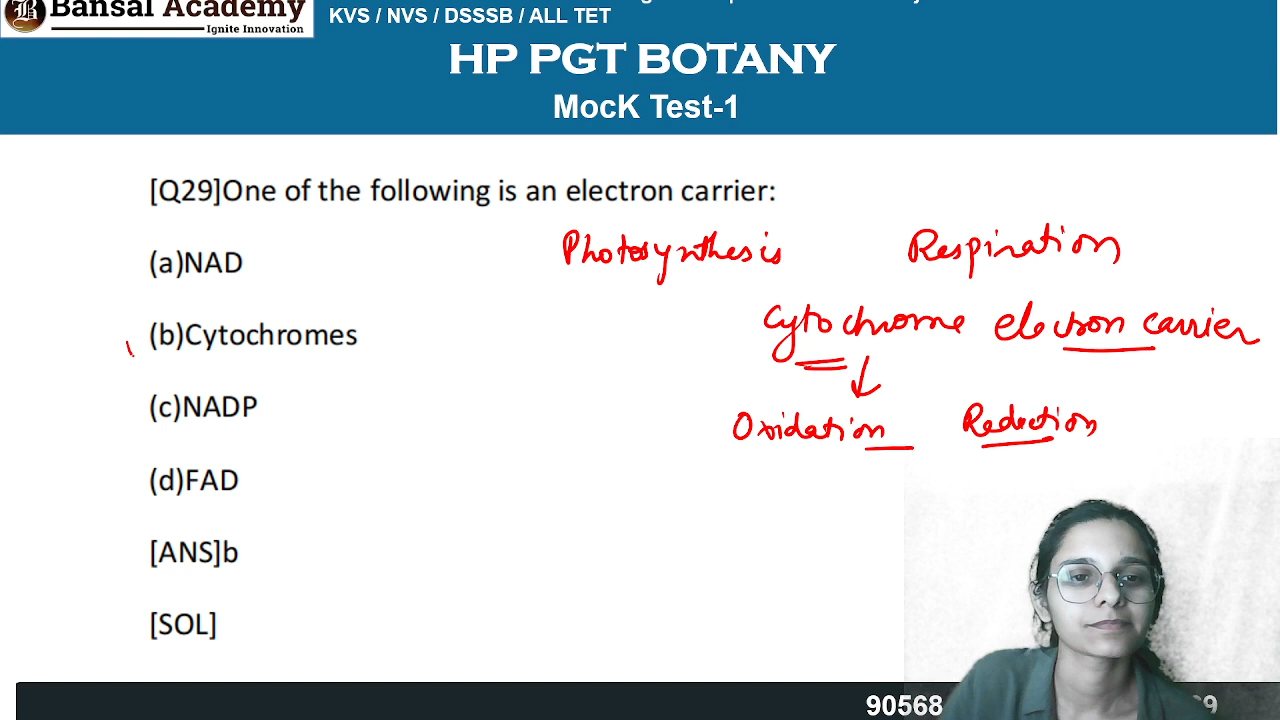 Bansal Academy
Ignite Innovation
KVS / NVS / DSSSB / ALL TET
HP PGT BOTANY
MocK Test-1
[Q29]One of the following is an electron carrier:
(a)NAD
(b)Cytochromes
(c)NADP
(d)FAD
[ANS]b
[SOL]
Photosynthesis Respiration
Cytochrome electron carrier
Oxidation Reduction
90568